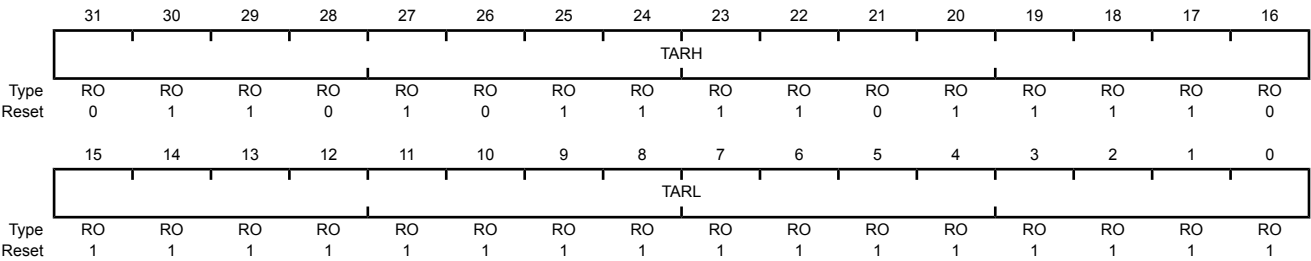 31 30 29 28 27 26 25 24 23 22 21 20 19 18 17 16
TARH
Type RO RO RO RO RO RO RO RO RO RO RO RO RO RO RO RO
Reset 0 1 1 0 1 0 1 1 1 1 0 1 1 1 1 0
15 14 13 12 11 10 9 8 7 6 5 4 3 2 1 0
TARL
Type RO RO RO RO RO RO RO RO RO RO RO RO RO RO RO RO
Reset 1 1 1 1 1 1 1 1 1 1 1 1 1 1 1 1